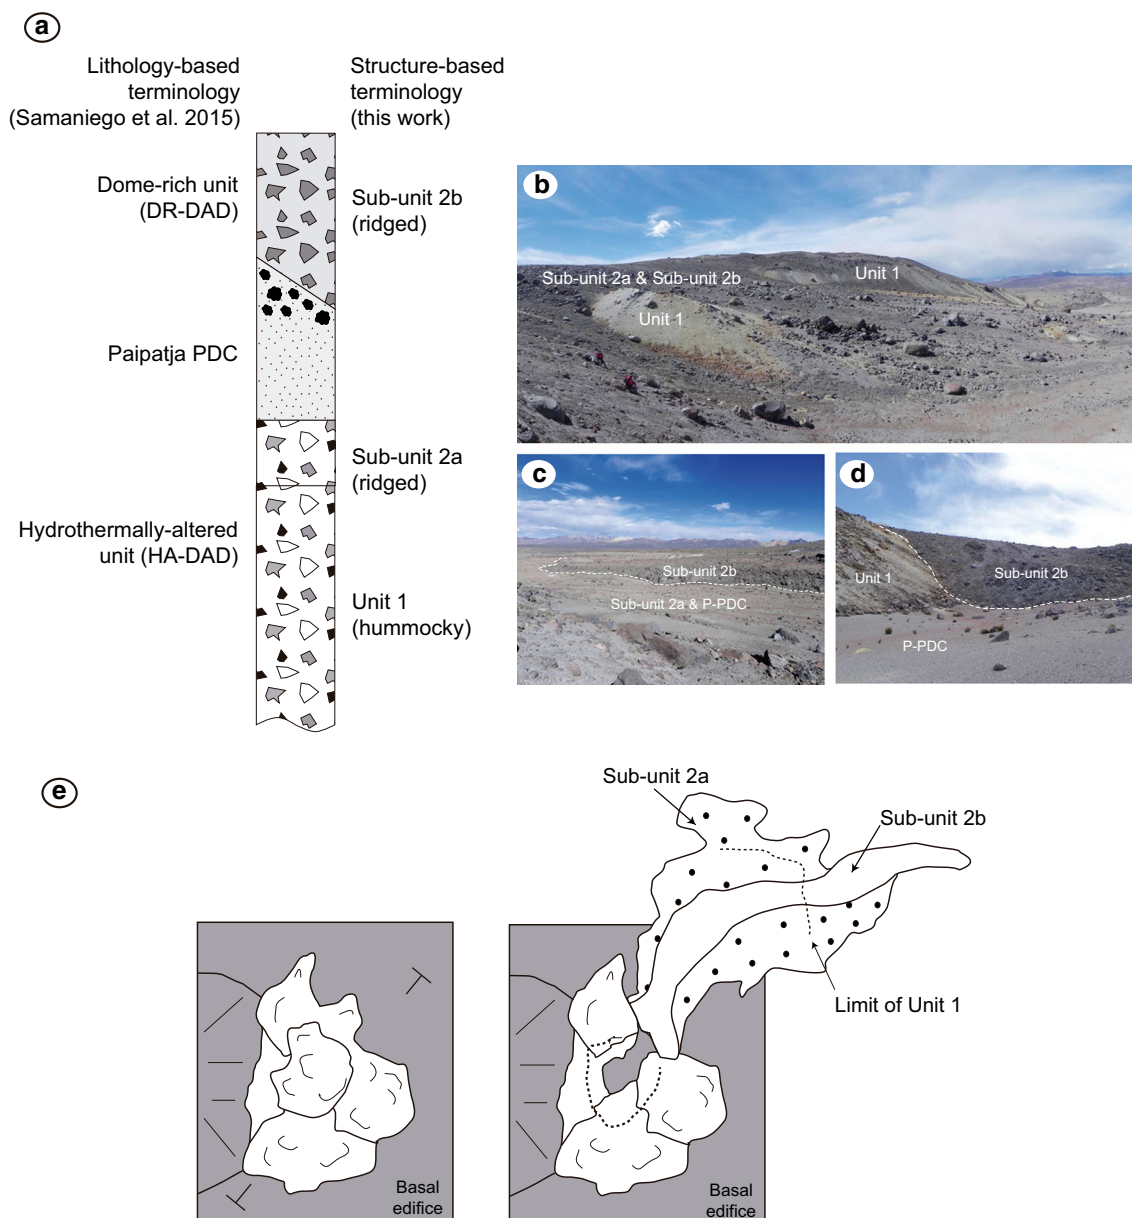 a
Lithology-based
terminology
(Samaniego et al. 2015)
Structure-based
terminology
(this work)
Dome-rich unit
(DR-DAD)
Sub-unit 2b
(ridged)
Paipatja PDC
Sub-unit 2a
(ridged)
Hydrothermally-altered
unit (HA-DAD)
Unit 1
(hummocky)
b
Sub-unit 2a & Sub-unit 2b
Unit 1
Unit 1
c
Sub-unit 2b
Sub-unit 2a & P-PDC
d
Unit 1
Sub-unit 2b
P-PDC
e
Sub-unit 2a
Sub-unit 2b
Limit of Unit 1
Basal
edifice
Basal
edifice